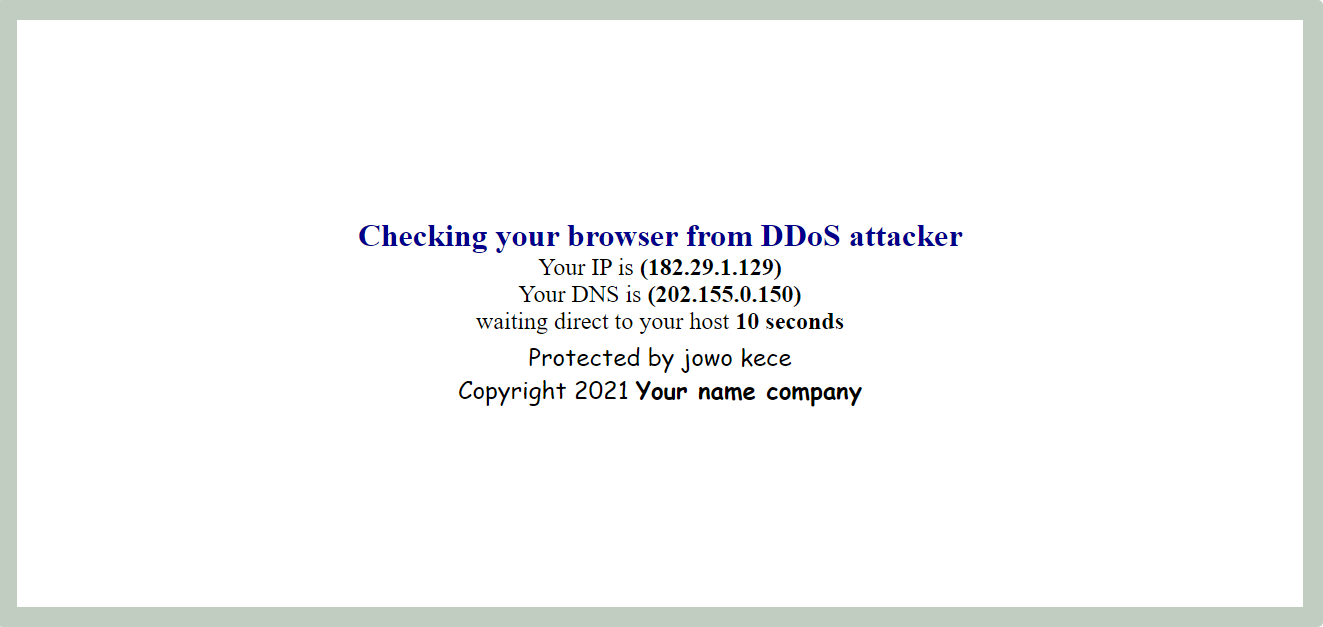 Checking your browser from DDoS attacker
Your IP is (182.29.1.129)
Your DNS is (202.155.0.150)
waiting direct to your host 10 seconds
Protected by jowo kece
Copyright 2021 Your name company